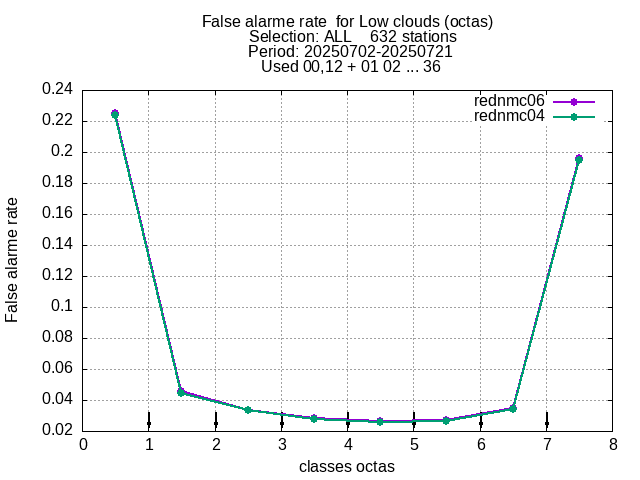 False alarme rate  for Low clouds (octas)
Selection: ALL    632 stations
Period: 20250702-20250721
Used 00,12 + 01 02 ... 36
rednmc06
rednmc04
False alarme rate
0.24
0.22
0.2
0.18
0.16
0.14
0.12
0.1
0.08
0.06
0.04
0.02
0 1 2 3 4 5 6 7 8
classes octas